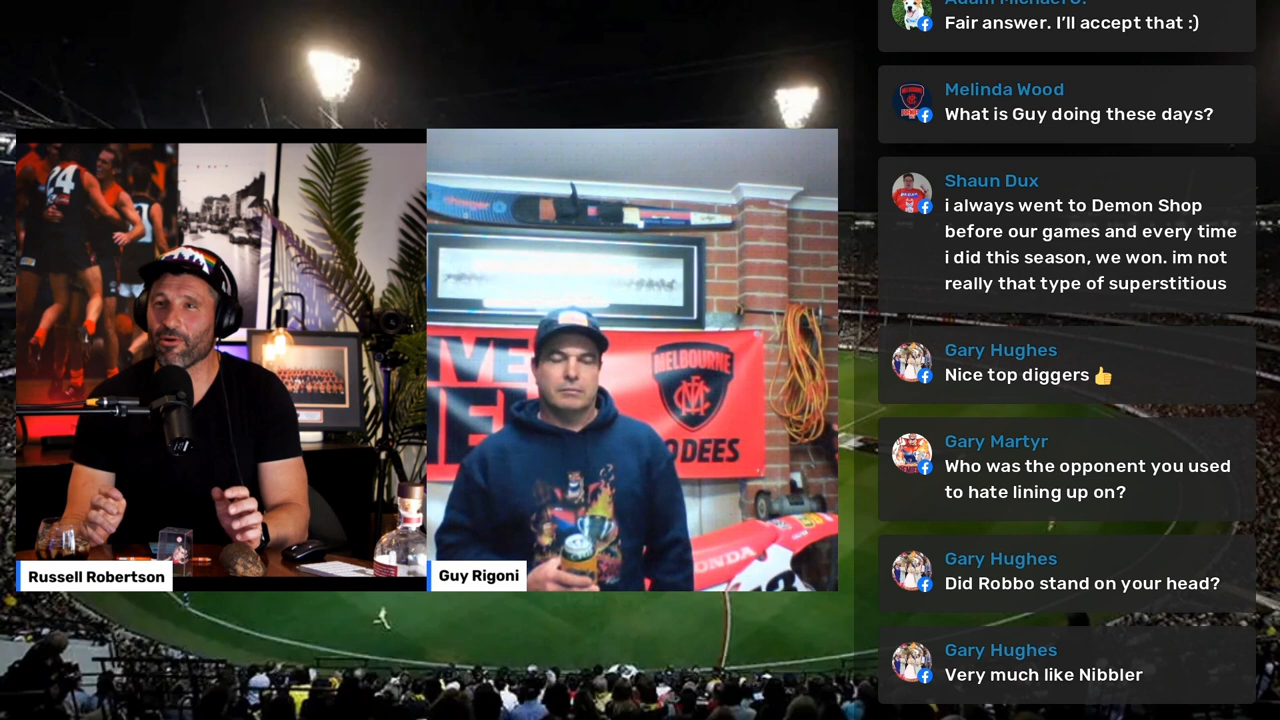 24
slinger
IVE
EE
MELBOURNE
O DEES
HONDA
Russell Robertson
Guy Rigoni
Fair answer. I’ll accept that :)
Melinda Wood
What is Guy doing these days?
Shaun Dux
i always went to Demon Shop
before our games and every time
i did this season, we won. im not
really that type of superstitious
Gary Hughes
Nice top diggers 👍
Gary Martyr
Who was the opponent you used
to hate lining up on?
Gary Hughes
Did Robbo stand on your head?
Gary Hughes
Very much like Nibbler